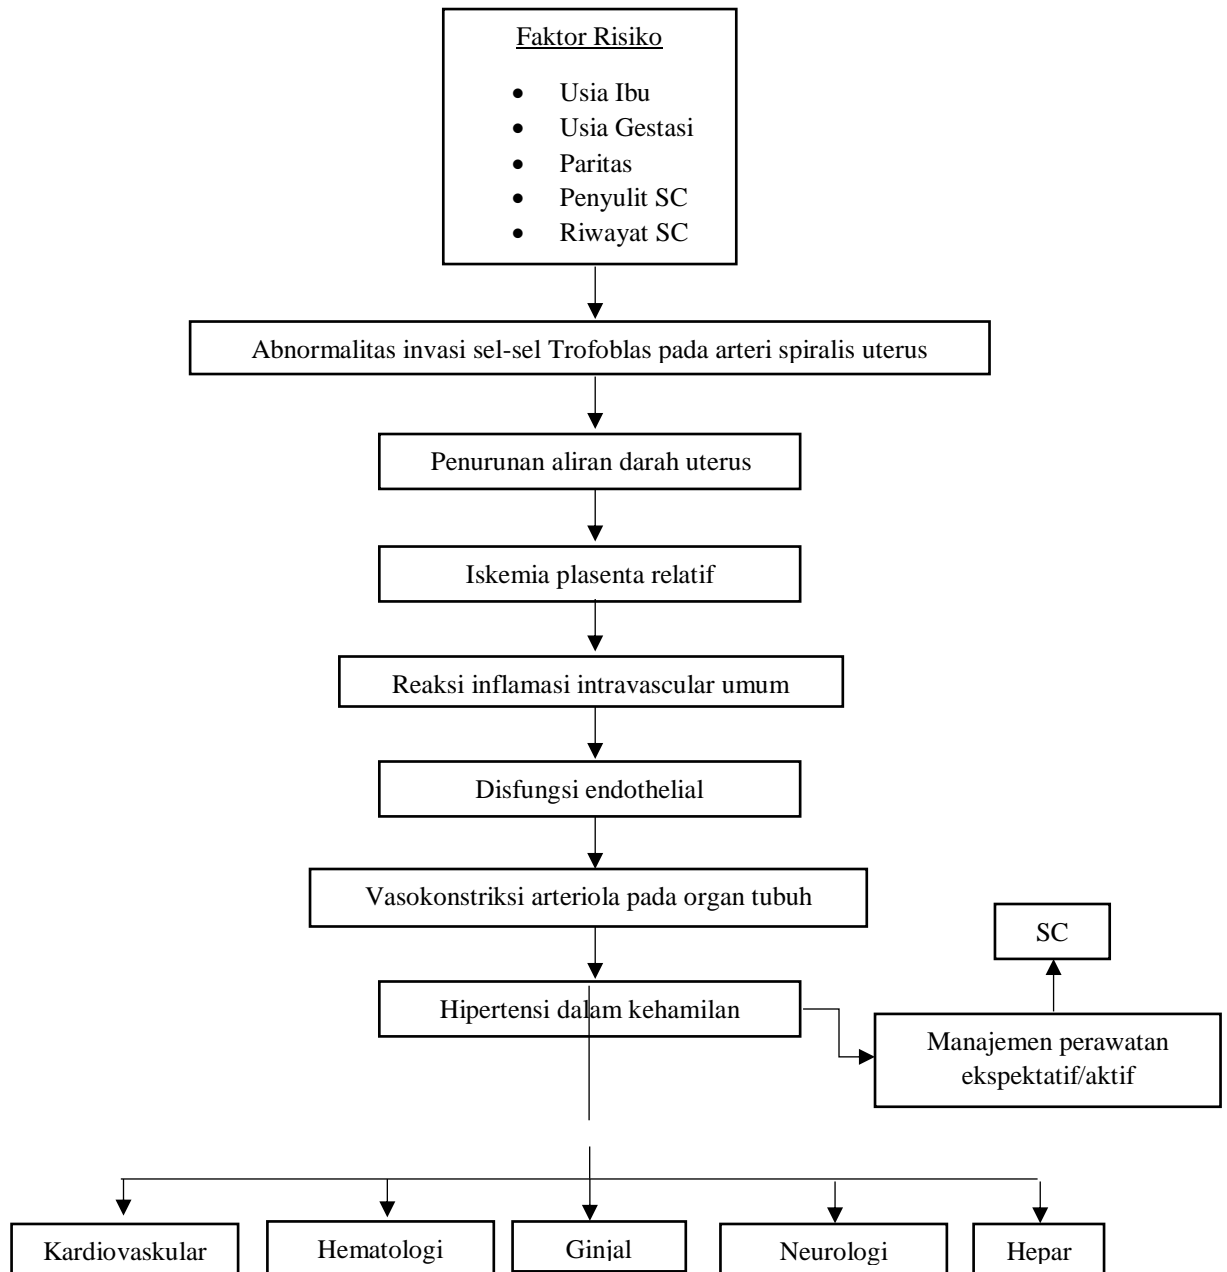 Faktor Risiko
• Usia Ibu
• Usia Gestasi
• Paritas
• Penyulit SC
• Riwayat SC
Abnormalitas invasi sel-sel Trofoblas pada arteri spiralis uterus
Penurunan aliran darah uterus
Iskemia plasenta relatif
Reaksi inflamasi intravascular umum
Disfungsi endothelial
Vasokonstriksi arteriola pada organ tubuh
SC
Hipertensi dalam kehamilan
Manajemen perawatan
ekspektatif/aktif
Kardiovaskular
Hematologi
Ginjal
Neurologi
Hepar